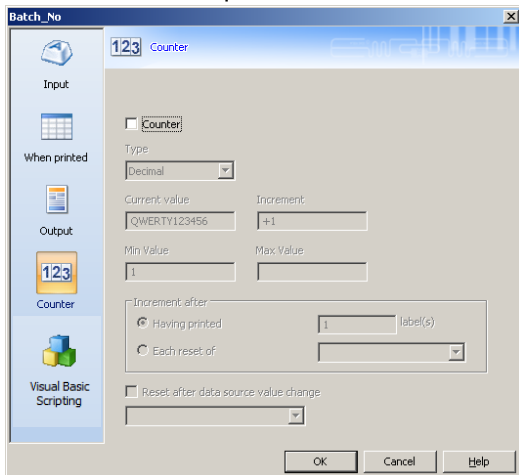 Batch_No
123 Counter
Input
When printed
Output
123
Counter
Visual Basic
Scripting
Counter
Type
Decimal
Current value Increment
QWERTY123456 +1
Min Value Max Value
1
Increment after
Having printed 1 label(s)
Each reset of
Reset after data source value change
OK Cancel Help